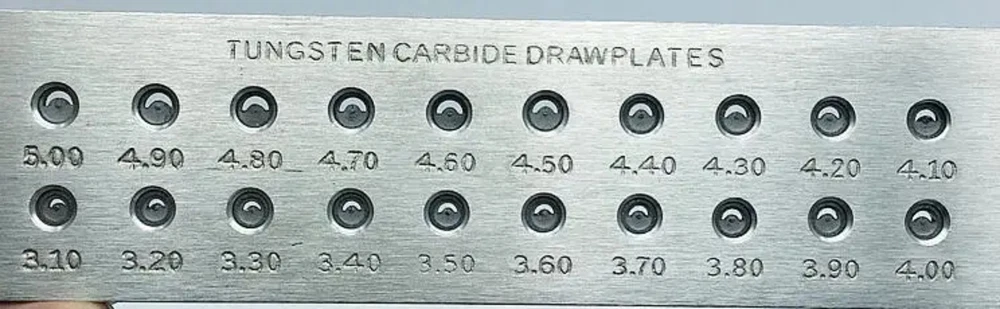 TUNGSTEN CARBIDE DRAWPLATES
5.00 4.90 4.80 4.70 4.60 4.50 4.40 4.30 4.20 4.10
3.10 3.20 3.30 3.40 3.50 3.60 3.70 3.80 3.90 4.00